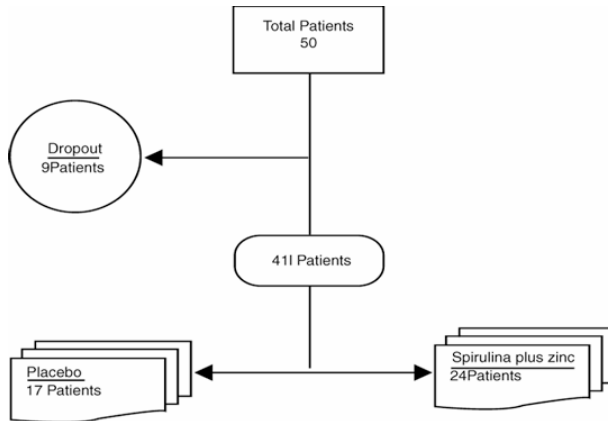 Total Patients
50
Dropout
9Patients
41l Patients
Placebo
17 Patients
Spirulina plus zinc
24Patients